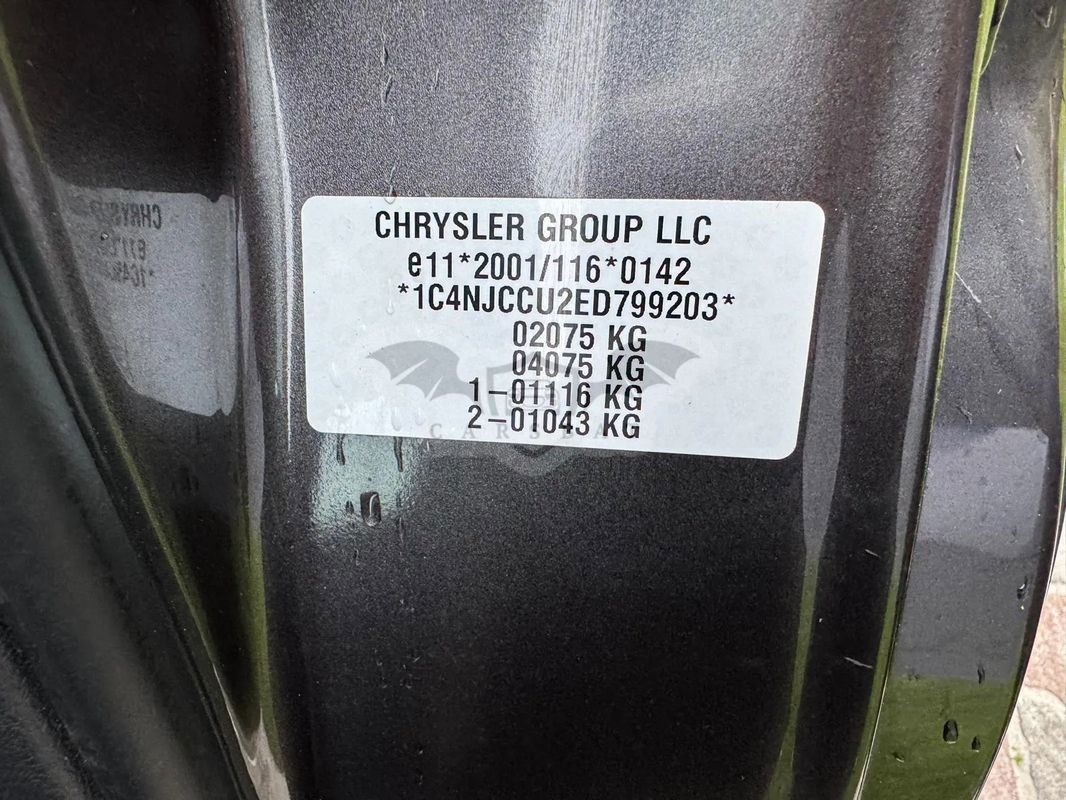 CHRYSLER GROUP LLC
e11*2001/116*0142
*1C4NJCCU2ED799203*
02075 KG
04075 KG
1-01116 KG
2-01043 KG